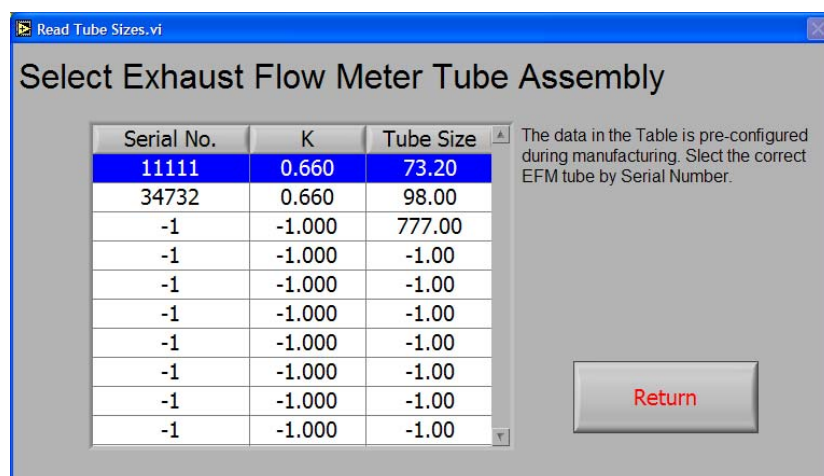 Read Tube Sizes.vi
Select Exhaust Flow Meter Tube Assembly
Serial No. K Tube Size
11111 0.660 73.20
34732 0.660 98.00
-1 -1.000 777.00
-1 -1.000 -1.00
-1 -1.000 -1.00
-1 -1.000 -1.00
-1 -1.000 -1.00
-1 -1.000 -1.00
-1 -1.000 -1.00
-1 -1.000 -1.00
The data in the Table is pre-configured
during manufacturing. Slect the correct
EFM tube by Serial Number.
Return